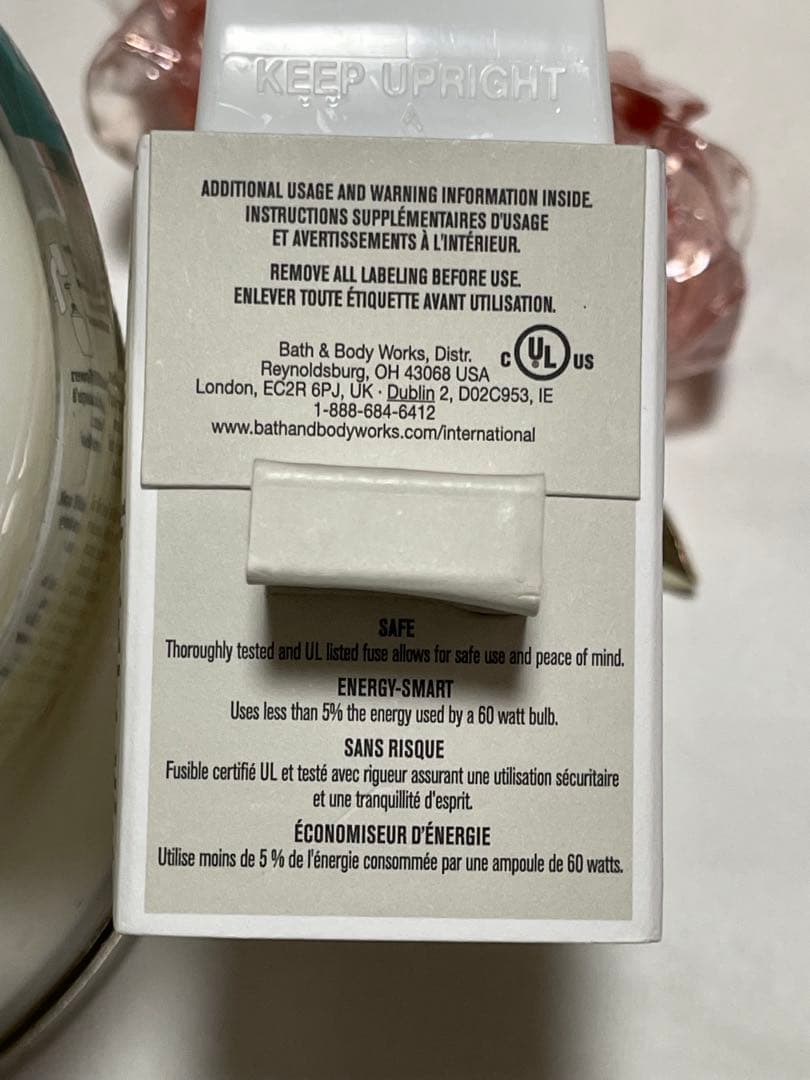 KEEP UPRIGHT
ADDITIONAL USAGE AND WARNING INFORMATION INSIDE.
INSTRUCTIONS SUPPLÉMENTAIRES D'USAGE
ET AVERTISSEMENTS À L'INTÉRIEUR.
REMOVE ALL LABELING BEFORE USE.
ENLEVER TOUTE ÉTIQUETTE AVANT UTILISATION.
Bath & Body Works, Distr.
Reynoldsburg, OH 43068 USA
London, EC2R 6PJ, UK · Dublin 2, D02C953, IE
1-888-684-6412
www.bathandbodyworks.com/international
C UL US
SAFE
Thoroughly tested and UL listed fuse allows for safe use and peace of mind.
ENERGY-SMART
Uses less than 5% the energy used by a 60 watt bulb.
SANS RISQUE
Fusible certifié UL et testé avec rigueur assurant une utilisation sécuritaire
et une tranquillité d'esprit.
ÉCONOMISEUR D'ÉNERGIE
Utilise moins de 5 % de l'énergie consommée par une ampoule de 60 watts.